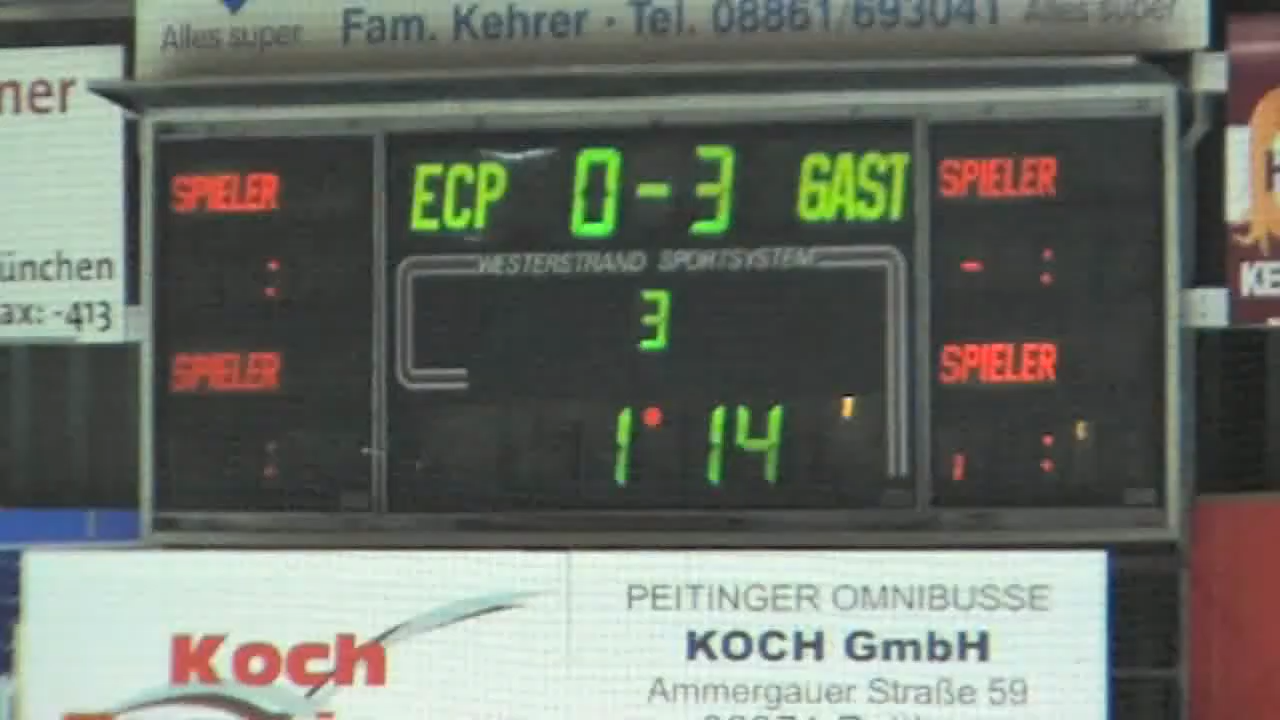 Alles super Fam. Kehrer · Tel. 08861/693041 Alles super
ner
ünchen
ax: -413
SPIELER
:
SPIELER
:
ECP 0-3 GAST
WESTERSTRAND SPORTSYSTEM
3
1 14
SPIELER
- :
SPIELER
:
KE
Koch
PEITINGER OMNIBUSSE
KOCH GmbH
Ammergauer Straße 59